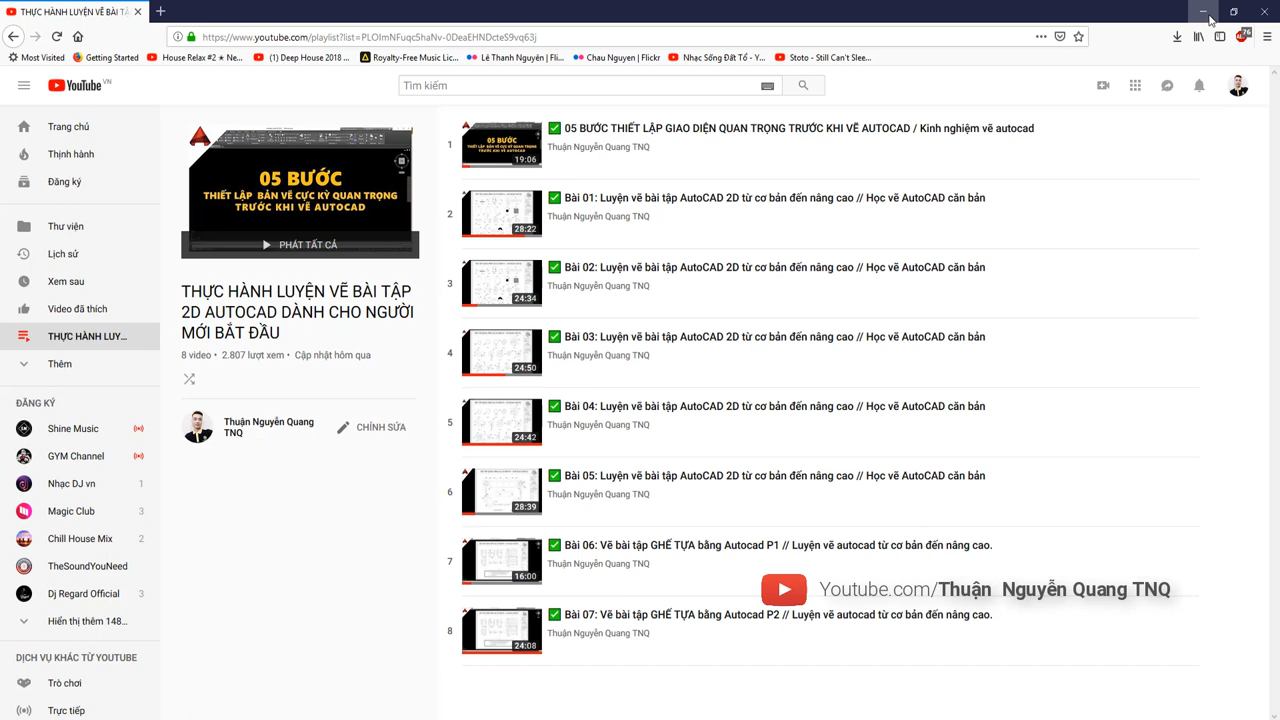 THỰC HÀNH LUYỆN VẼ BÀI TẬ
https://www.youtube.com/playlist?list=PLOImNFuqc5haNv-0DeaEHNDcteS9vq63j
76
Most Visited
Getting Started
House Relax #2 ★ Ne...
(1) Deep House 2018 ...
Royalty-Free Music Lic...
Lê Thanh Nguyên | Fli...
Chau Nguyen | Flickr
Nhạc Sống Đất Tổ - Y...
Stoto - Still Can't Slee...
YouTube VN
Tìm kiếm
Trang chủ
Thịnh hành
Đăng ký
Thư viện
Lịch sử
Xem sau
Video đã thích
THỰC HÀNH LUY...
Thêm
ĐĂNG KÝ
Shine Music
GYM Channel
Nhạc DJ vn 1
Magic Club 3
Chill House Mix 2
TheSoundYouNeed
Dj Regard Official 3
Hiển thị thêm 148...
DỊCH VỤ KHÁC TỪ YOUTUBE
Trò chơi
Trực tiếp
05 BƯỚC
THIẾT LẬP BẢN VẼ CỰC KỲ QUAN TRỌNG
TRƯỚC KHI VẼ AUTOCAD
PHÁT TẤT CẢ
THỰC HÀNH LUYỆN VẼ BÀI TẬP
2D AUTOCAD DÀNH CHO NGƯỜI
MỚI BẮT ĐẦU
8 video • 2.807 lượt xem • Cập nhật hôm qua
Thuận Nguyễn Quang
TNQ
CHỈNH SỬA
1
05 BƯỚC
19:06
05 BƯỚC THIẾT LẬP GIAO DIỆN QUAN TRỌNG TRƯỚC KHI VẼ AUTOCAD / Kinh nghiệm vẽ autocad
Thuận Nguyễn Quang TNQ
2
28:22
Bài 01: Luyện vẽ bài tập AutoCAD 2D từ cơ bản đến nâng cao // Học vẽ AutoCAD căn bản
Thuận Nguyễn Quang TNQ
3
24:34
Bài 02: Luyện vẽ bài tập AutoCAD 2D từ cơ bản đến nâng cao // Học vẽ AutoCAD căn bản
Thuận Nguyễn Quang TNQ
4
24:50
Bài 03: Luyện vẽ bài tập AutoCAD 2D từ cơ bản đến nâng cao // Học vẽ AutoCAD căn bản
Thuận Nguyễn Quang TNQ
5
24:42
Bài 04: Luyện vẽ bài tập AutoCAD 2D từ cơ bản đến nâng cao // Học vẽ AutoCAD căn bản
Thuận Nguyễn Quang TNQ
6
28:39
Bài 05: Luyện vẽ bài tập AutoCAD 2D từ cơ bản đến nâng cao // Học vẽ AutoCAD căn bản
Thuận Nguyễn Quang TNQ
7
16:00
Bài 06: Vẽ bài tập GHẾ TỰA bằng Autocad P1 // Luyện vẽ autocad từ cơ bản đến nâng cao.
Thuận Nguyễn Quang TNQ
Youtube.com/Thuận Nguyễn Quang TNQ
8
24:08
Bài 07: Vẽ bài tập GHẾ TỰA bằng Autocad P2 // Luyện vẽ autocad từ cơ bản đến nâng cao.
Thuận Nguyễn Quang TNQ